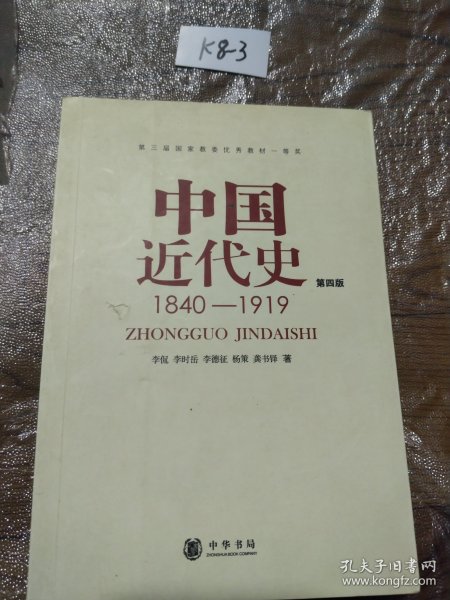 K8-3
第三届国家教委优秀教材一等奖
中国
近代史 第四版
1840—1919
ZHONGGUO JINDAISHI
李侃 李时岳 李德征 杨策 龚书铎 著
中华书局
ZHONGHUA BOOK COMPANY
孔夫子旧书网
www.kongfz.com